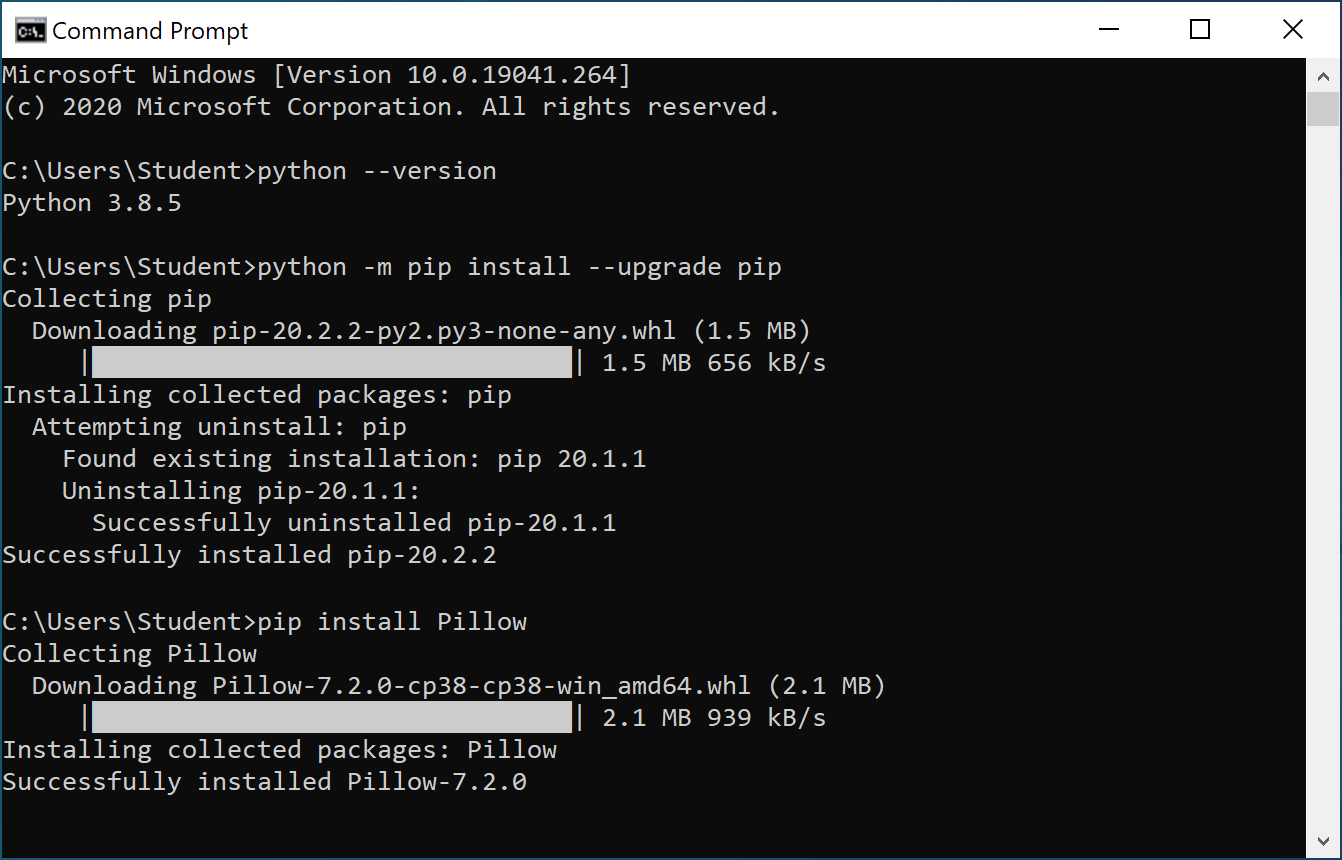 Command Prompt
Microsoft Windows [Version 10.0.19041.264]
(c) 2020 Microsoft Corporation. All rights reserved.
C:\Users\Student>python --version
Python 3.8.5
C:\Users\Student>python -m pip install --upgrade pip
Collecting pip
  Downloading pip-20.2.2-py2.py3-none-any.whl (1.5 MB)
     |████████████████████████████████| 1.5 MB 656 kB/s
Installing collected packages: pip
  Attempting uninstall: pip
    Found existing installation: pip 20.1.1
    Uninstalling pip-20.1.1:
      Successfully uninstalled pip-20.1.1
Successfully installed pip-20.2.2
C:\Users\Student>pip install Pillow
Collecting Pillow
  Downloading Pillow-7.2.0-cp38-cp38-win_amd64.whl (2.1 MB)
     |████████████████████████████████| 2.1 MB 939 kB/s
Installing collected packages: Pillow
Successfully installed Pillow-7.2.0